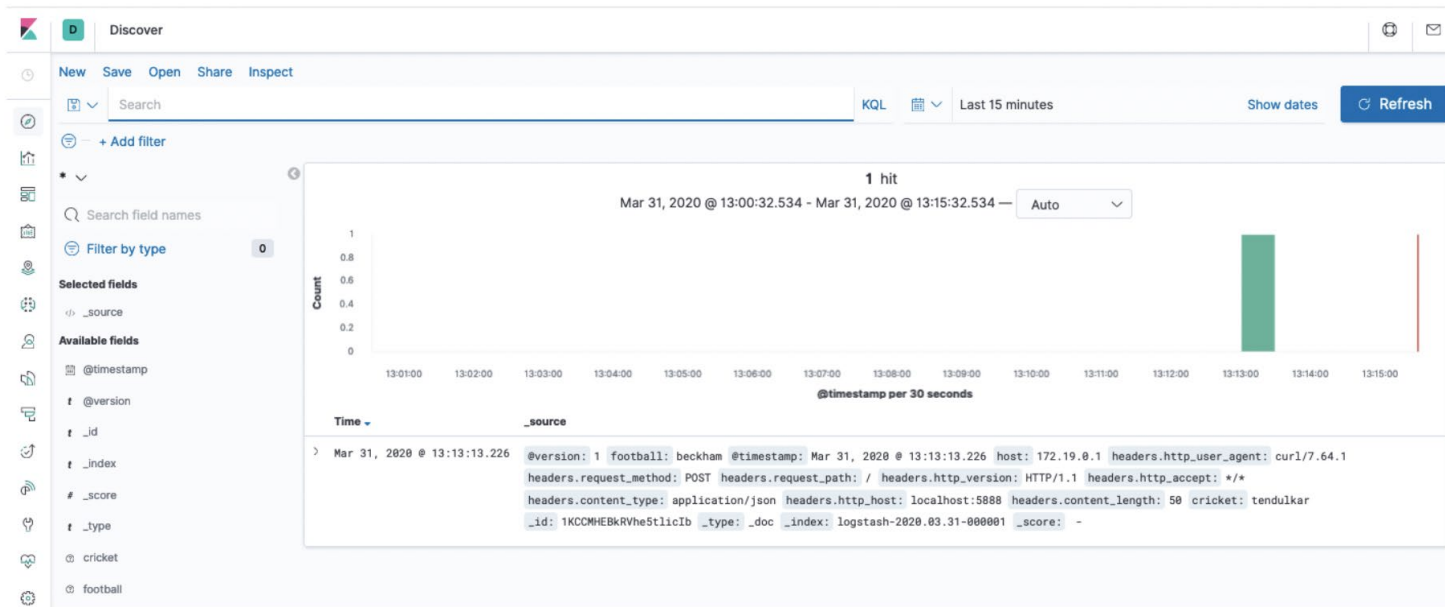 D Discover
New Save Open Share Inspect
Search KQL Last 15 minutes Show dates Refresh
+ Add filter
*
Search field names
Filter by type 0
Selected fields
_source
Available fields
@timestamp
t @version
t _id
t _index
# _score
t _type
cricket
football
1 hit
Mar 31, 2020 @ 13:00:32.534 - Mar 31, 2020 @ 13:15:32.534 — Auto
Count
1
0.8
0.6
0.4
0.2
0
13:01:00 13:02:00 13:03:00 13:04:00 13:05:00 13:06:00 13:07:00 13:08:00 13:09:00 13:10:00 13:11:00 13:12:00 13:13:00 13:14:00 13:15:00
@timestamp per 30 seconds
Time _source
Mar 31, 2020 @ 13:13:13.226 @version: 1 football: beckham @timestamp: Mar 31, 2020 @ 13:13:13.226 host: 172.19.0.1 headers.http_user_agent: curl/7.64.1
headers.request_method: POST headers.request_path: / headers.http_version: HTTP/1.1 headers.http_accept: */*
headers.content_type: application/json headers.http_host: localhost:5888 headers.content_length: 50 cricket: tendulkar
_id: 1KCCMHEBkRVhe5tlicIb _type: _doc _index: logstash-2020.03.31-000001 _score: -